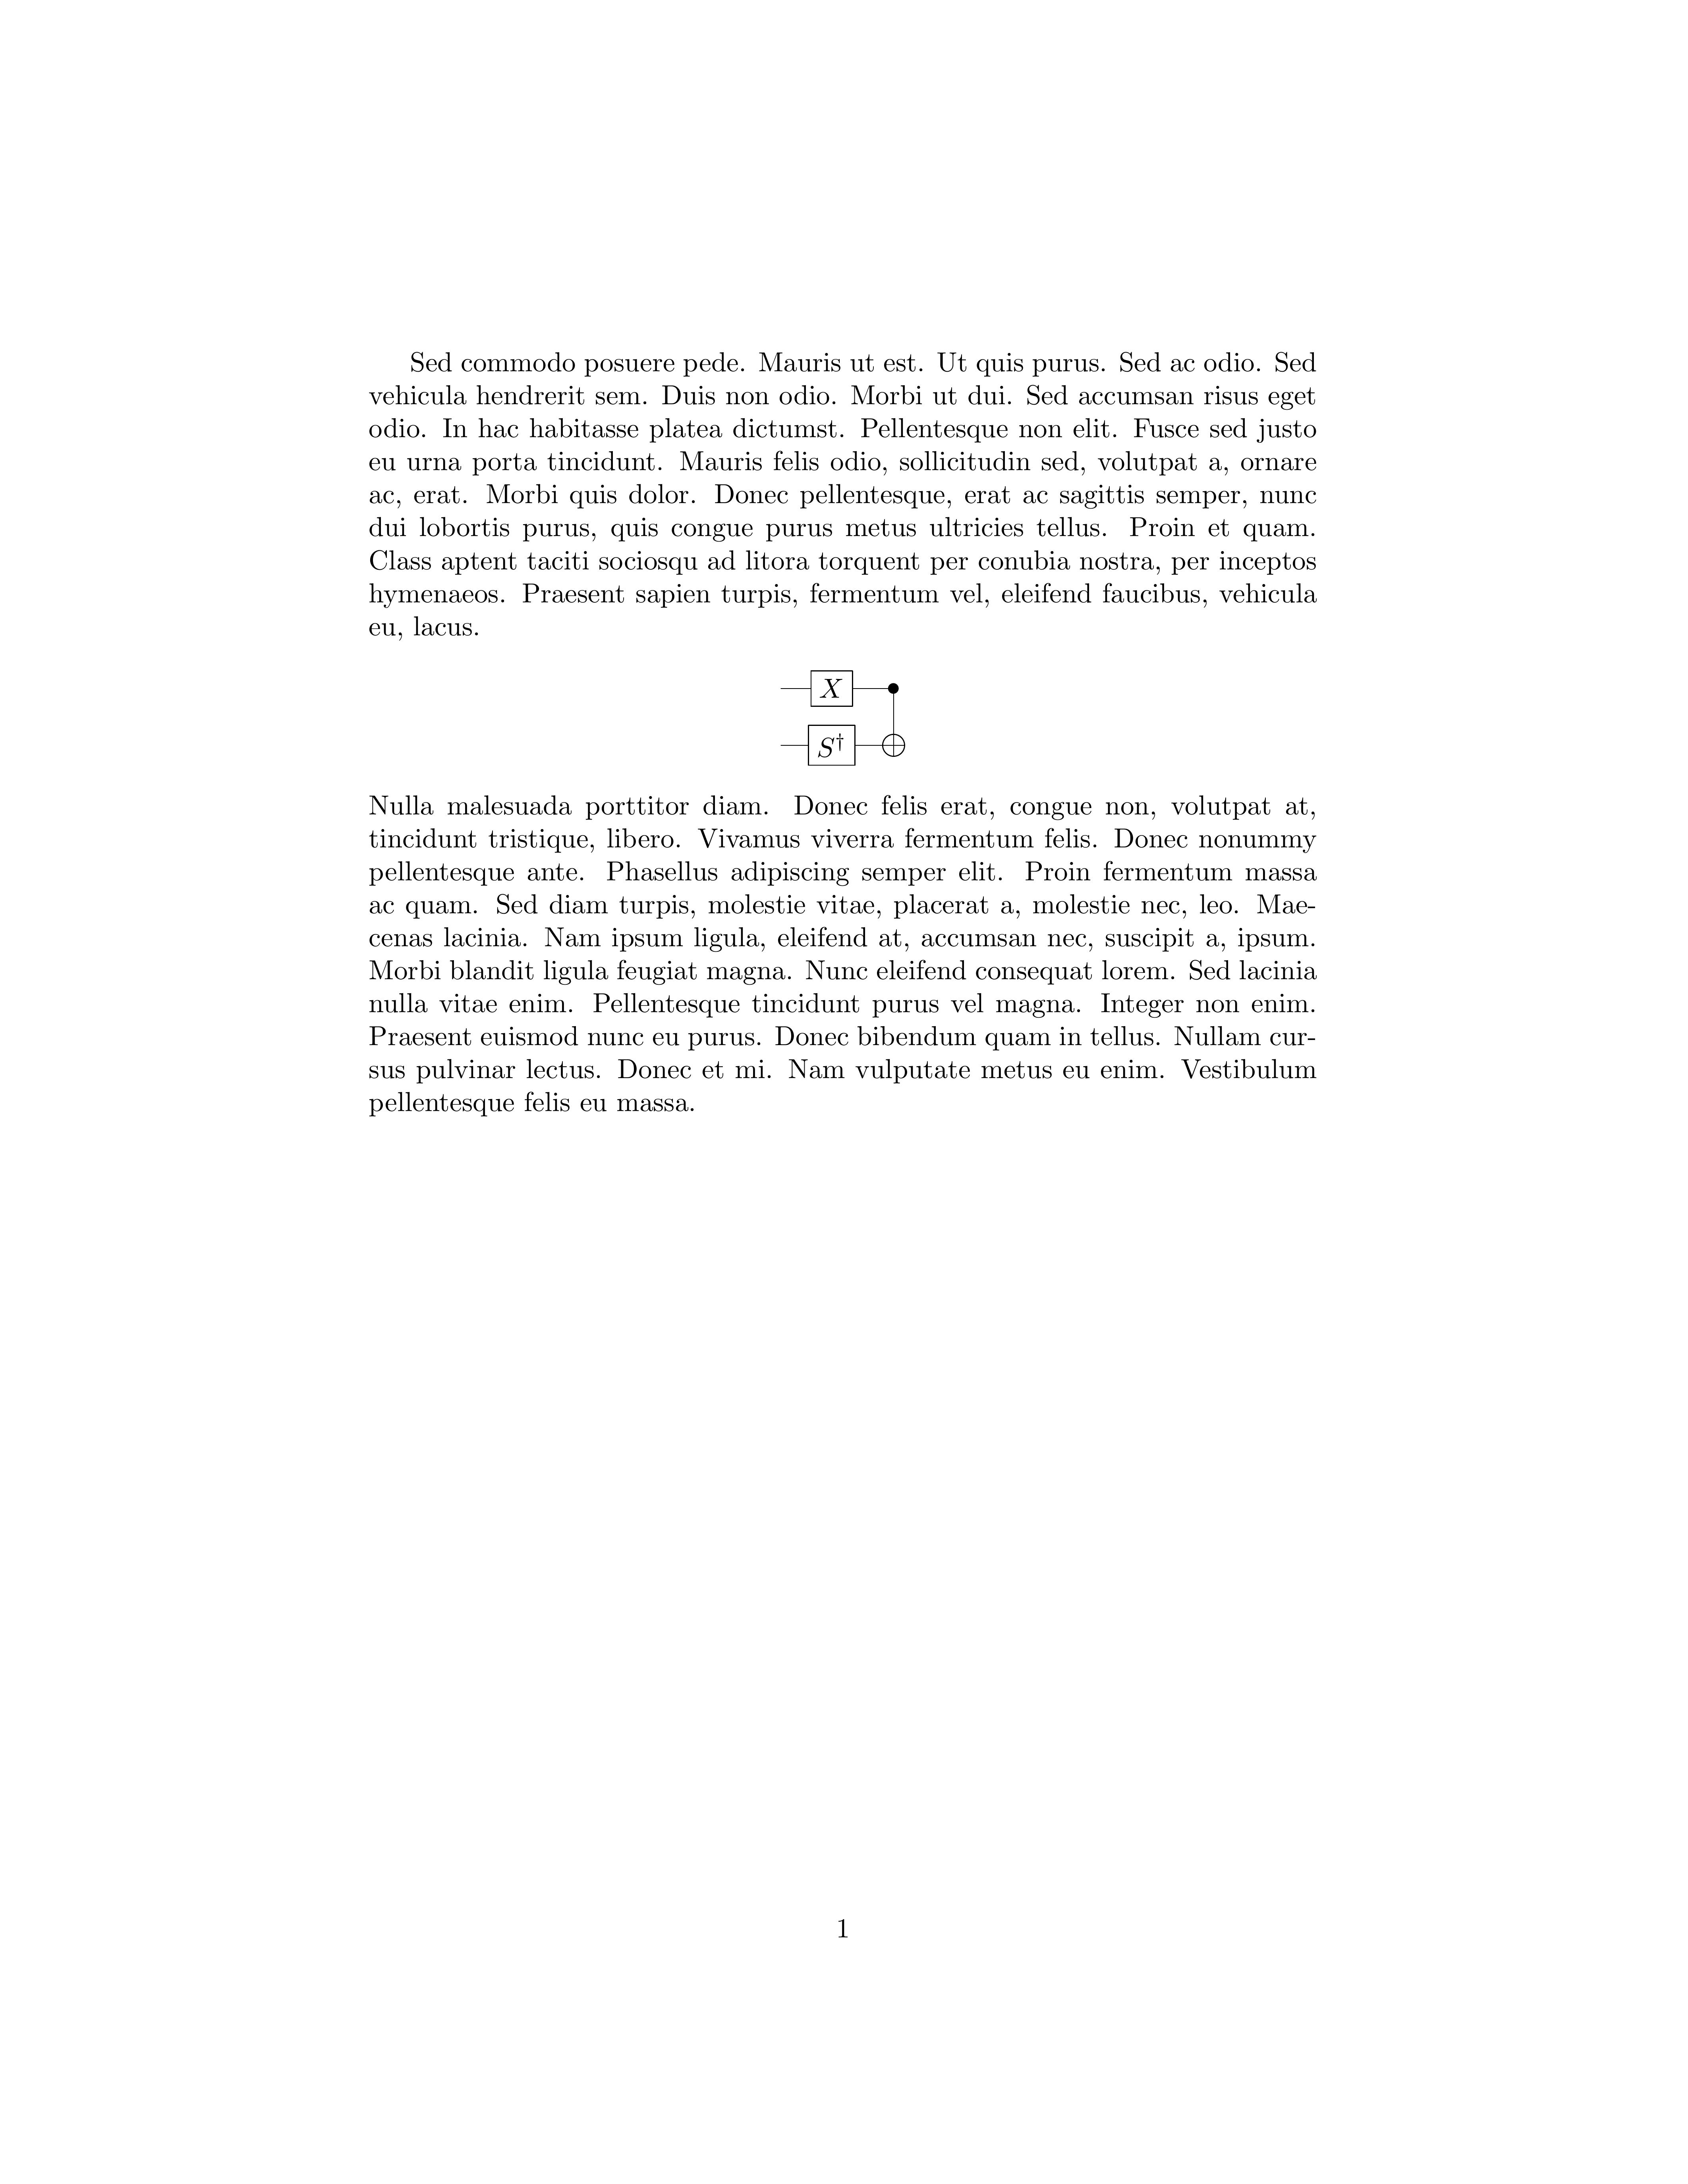 Sed commodo posuere pede. Mauris ut est. Ut quis purus. Sed ac odio. Sed
vehicula hendrerit sem. Duis non odio. Morbi ut dui. Sed accumsan risus eget
odio. In hac habitasse platea dictumst. Pellentesque non elit. Fusce sed justo
eu urna porta tincidunt. Mauris felis odio, sollicitudin sed, volutpat a, ornare
ac, erat. Morbi quis dolor. Donec pellentesque, erat ac sagittis semper, nunc
dui lobortis purus, quis congue purus metus ultricies tellus. Proin et quam.
Class aptent taciti sociosqu ad litora torquent per conubia nostra, per inceptos
hymenaeos. Praesent sapien turpis, fermentum vel, eleifend faucibus, vehicula
eu, lacus.
X
S†
Nulla malesuada porttitor diam. Donec felis erat, congue non, volutpat at,
tincidunt tristique, libero. Vivamus viverra fermentum felis. Donec nonummy
pellentesque ante. Phasellus adipiscing semper elit. Proin fermentum massa
ac quam. Sed diam turpis, molestie vitae, placerat a, molestie nec, leo. Mae-
cenas lacinia. Nam ipsum ligula, eleifend at, accumsan nec, suscipit a, ipsum.
Morbi blandit ligula feugiat magna. Nunc eleifend consequat lorem. Sed lacinia
nulla vitae enim. Pellentesque tincidunt purus vel magna. Integer non enim.
Praesent euismod nunc eu purus. Donec bibendum quam in tellus. Nullam cur-
sus pulvinar lectus. Donec et mi. Nam vulputate metus eu enim. Vestibulum
pellentesque felis eu massa.
1